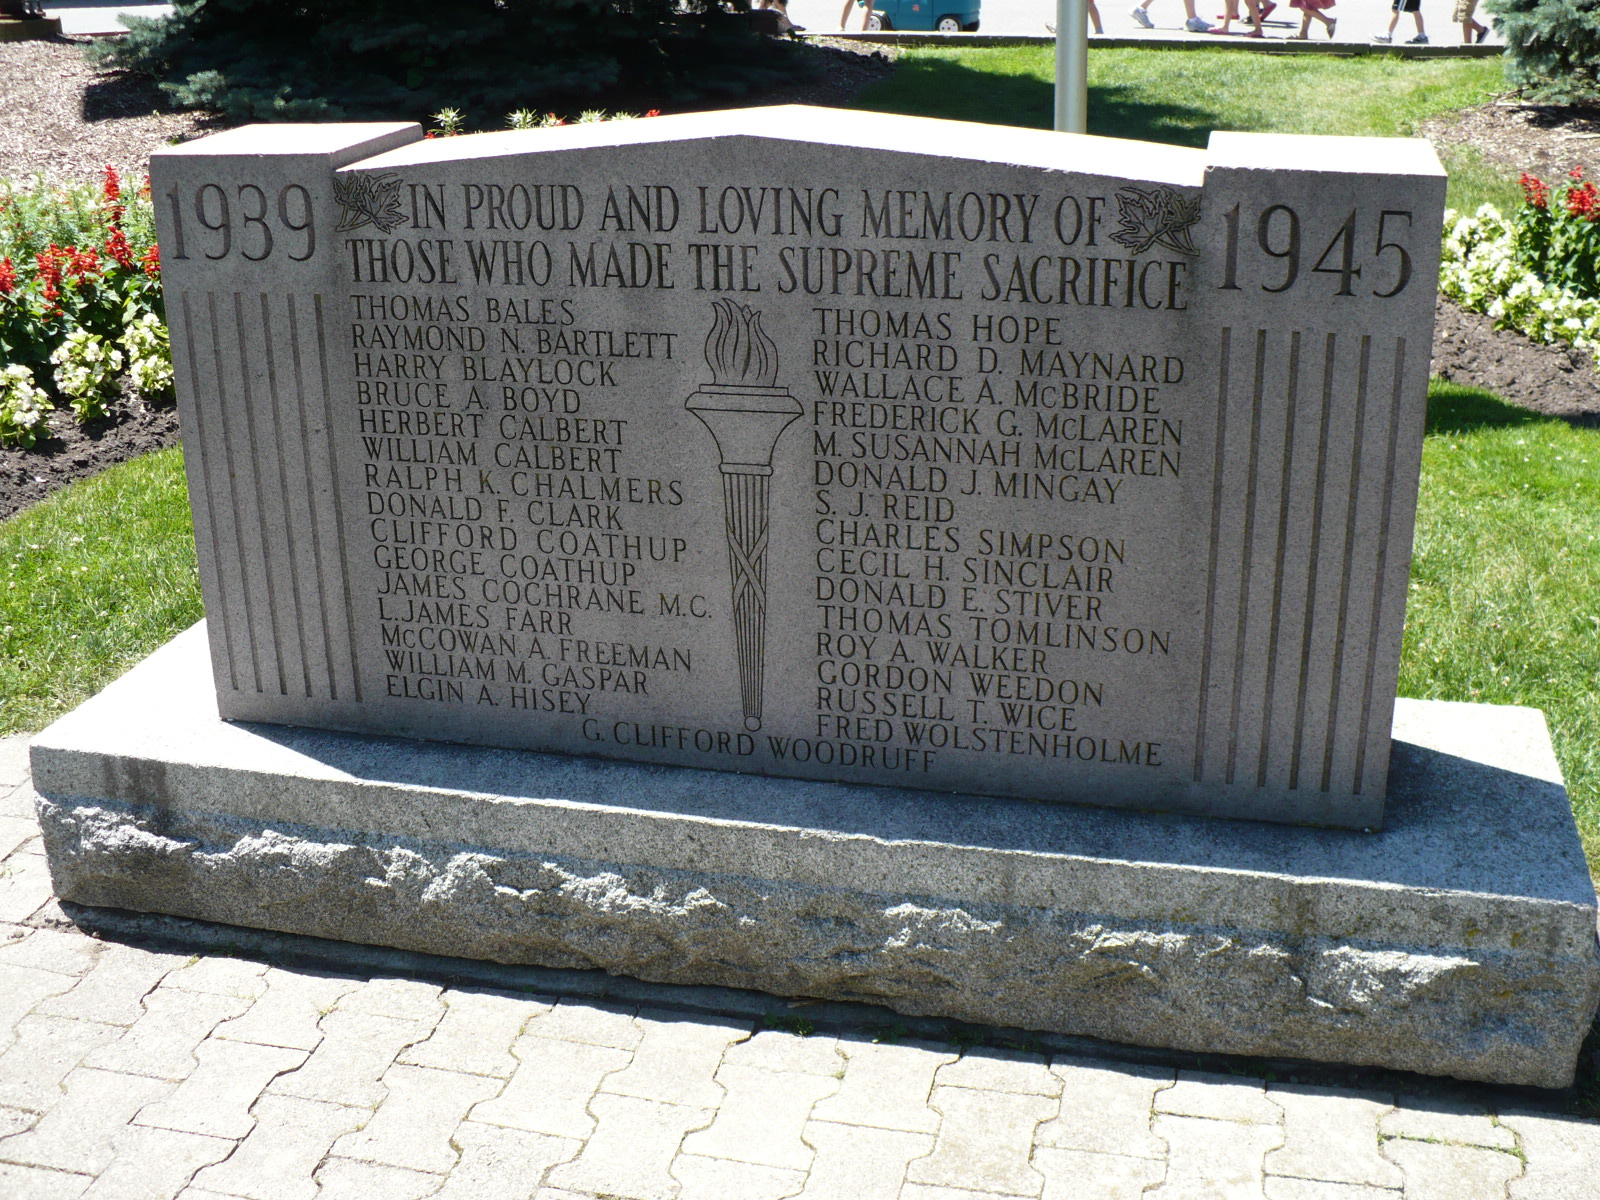 1939
IN PROUD AND LOVING MEMORY OF
THOSE WHO MADE THE SUPREME SACRIFICE
1945
THOMAS BALES
RAYMOND N. BARTLETT
HARRY BLAYLOCK
BRUCE A. BOYD
HERBERT CALBERT
WILLIAM CALBERT
RALPH K. CHALMERS
DONALD F. CLARK
CLIFFORD COATHUP
GEORGE COATHUP
JAMES COCHRANE M.C.
L. JAMES FARR
McCOWAN A. FREEMAN
WILLIAM M. GASPAR
ELGIN A. HISEY
THOMAS HOPE
RICHARD D. MAYNARD
WALLACE A. McBRIDE
FREDERICK G. McLAREN
M. SUSANNAH McLAREN
DONALD J. MINGAY
S. J. REID
CHARLES SIMPSON
CECIL H. SINCLAIR
DONALD E. STIVER
THOMAS TOMLINSON
ROY A. WALKER
GORDON WEEDON
RUSSELL T. WICE
FRED WOLSTENHOLME
G. CLIFFORD WOODRUFF